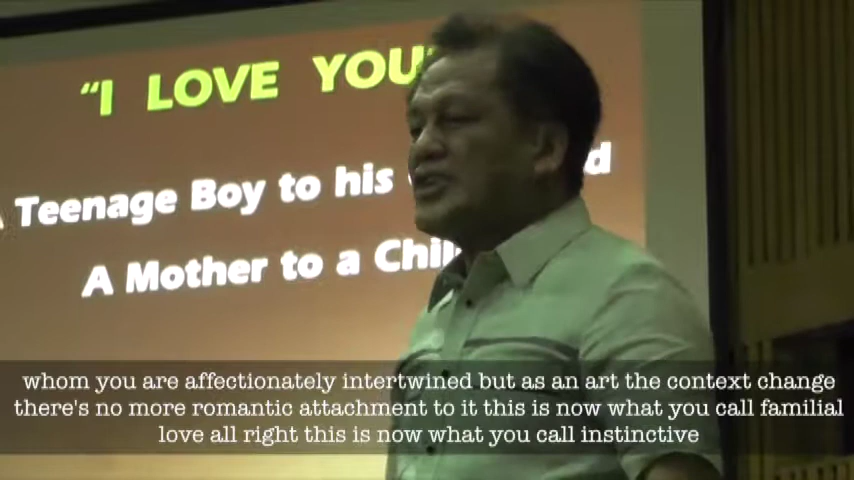 “I LOVE YOU”
A Teenage Boy to his
A Mother to a
whom you are affectionately intertwined but as an art the context change
there's no more romantic attachment to it this is now what you call familial
love all right this is now what you call instinctive